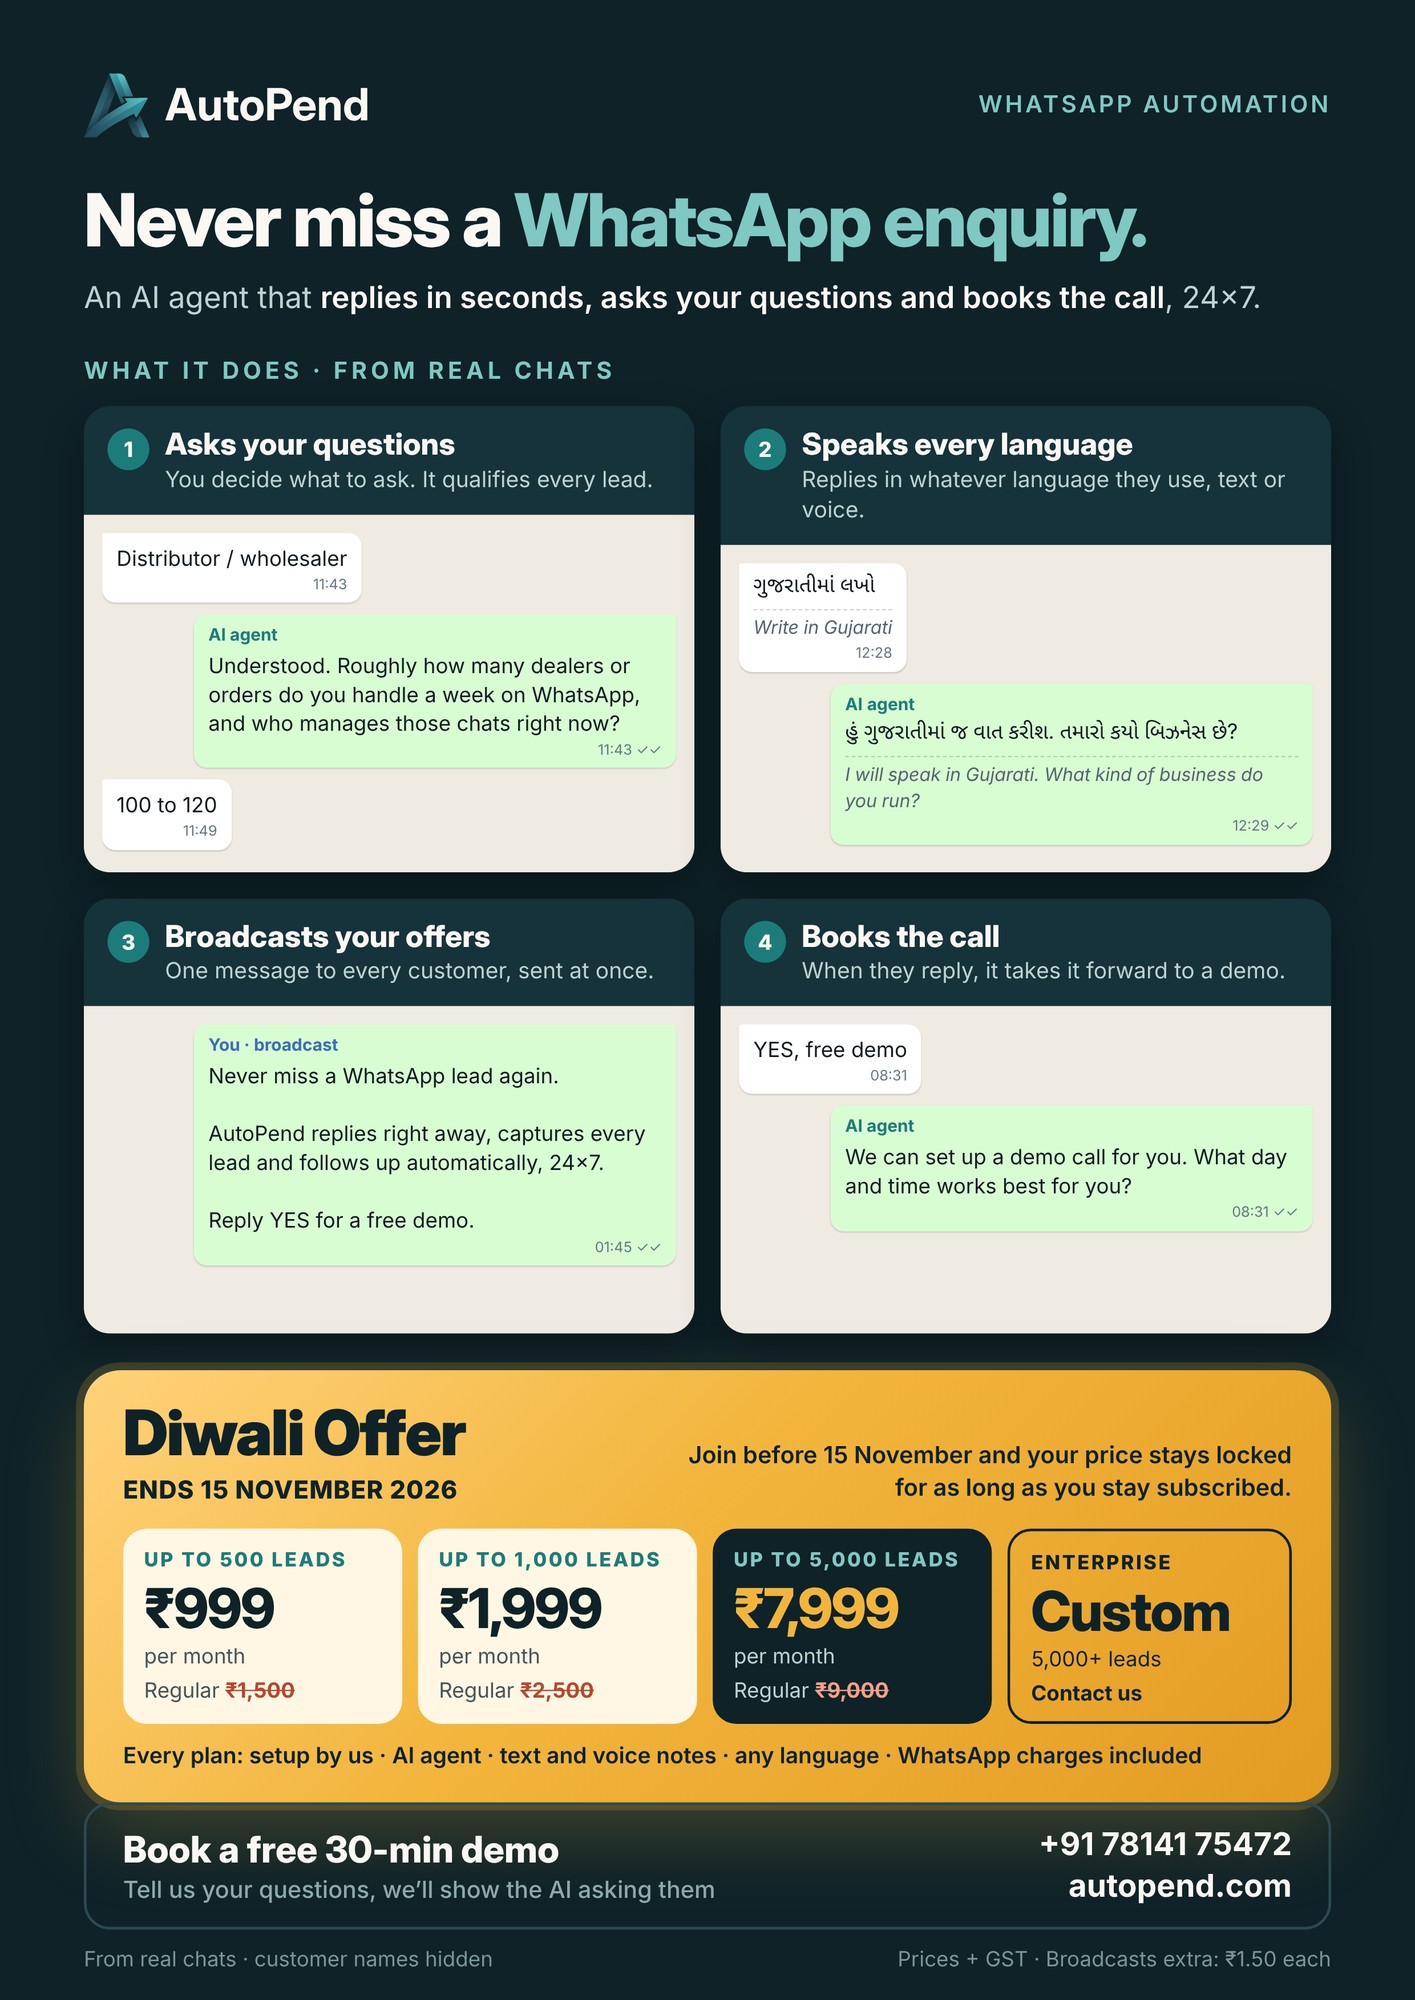 AutoPend
WHATSAPP AUTOMATION
Never miss a WhatsApp enquiry.
An AI agent that replies in seconds, asks your questions and books the call, 24×7.
WHAT IT DOES · FROM REAL CHATS
1
Asks your questions
You decide what to ask. It qualifies every lead.
Distributor / wholesaler
11:43
AI agent
Understood. Roughly how many dealers or
orders do you handle a week on WhatsApp,
and who manages those chats right now?
11:43 ✓✓
100 to 120
11:49
2
Speaks every language
Replies in whatever language they use, text or
voice.
ગુજરાતીમાં લખો
Write in Gujarati
12:28
AI agent
હું ગુજરાતીમાં જ વાત કરીશ. તમારો કયો બિઝનેસ છે?
I will speak in Gujarati. What kind of business do
you run?
12:29 ✓✓
3
Broadcasts your offers
One message to every customer, sent at once.
You · broadcast
Never miss a WhatsApp lead again.
AutoPend replies right away, captures every
lead and follows up automatically, 24×7.
Reply YES for a free demo.
01:45 ✓✓
4
Books the call
When they reply, it takes it forward to a demo.
YES, free demo
08:31
AI agent
We can set up a demo call for you. What day
and time works best for you?
08:31 ✓✓
Diwali Offer
ENDS 15 NOVEMBER 2026
Join before 15 November and your price stays locked
for as long as you stay subscribed.
UP TO 500 LEADS
₹999
per month
Regular ₹1,500
UP TO 1,000 LEADS
₹1,999
per month
Regular ₹2,500
UP TO 5,000 LEADS
₹7,999
per month
Regular ₹9,000
ENTERPRISE
Custom
5,000+ leads
Contact us
Every plan: setup by us · AI agent · text and voice notes · any language · WhatsApp charges included
Book a free 30-min demo
Tell us your questions, we’ll show the AI asking them
+91 78141 75472
autopend.com
From real chats · customer names hidden
Prices + GST · Broadcasts extra: ₹1.50 each